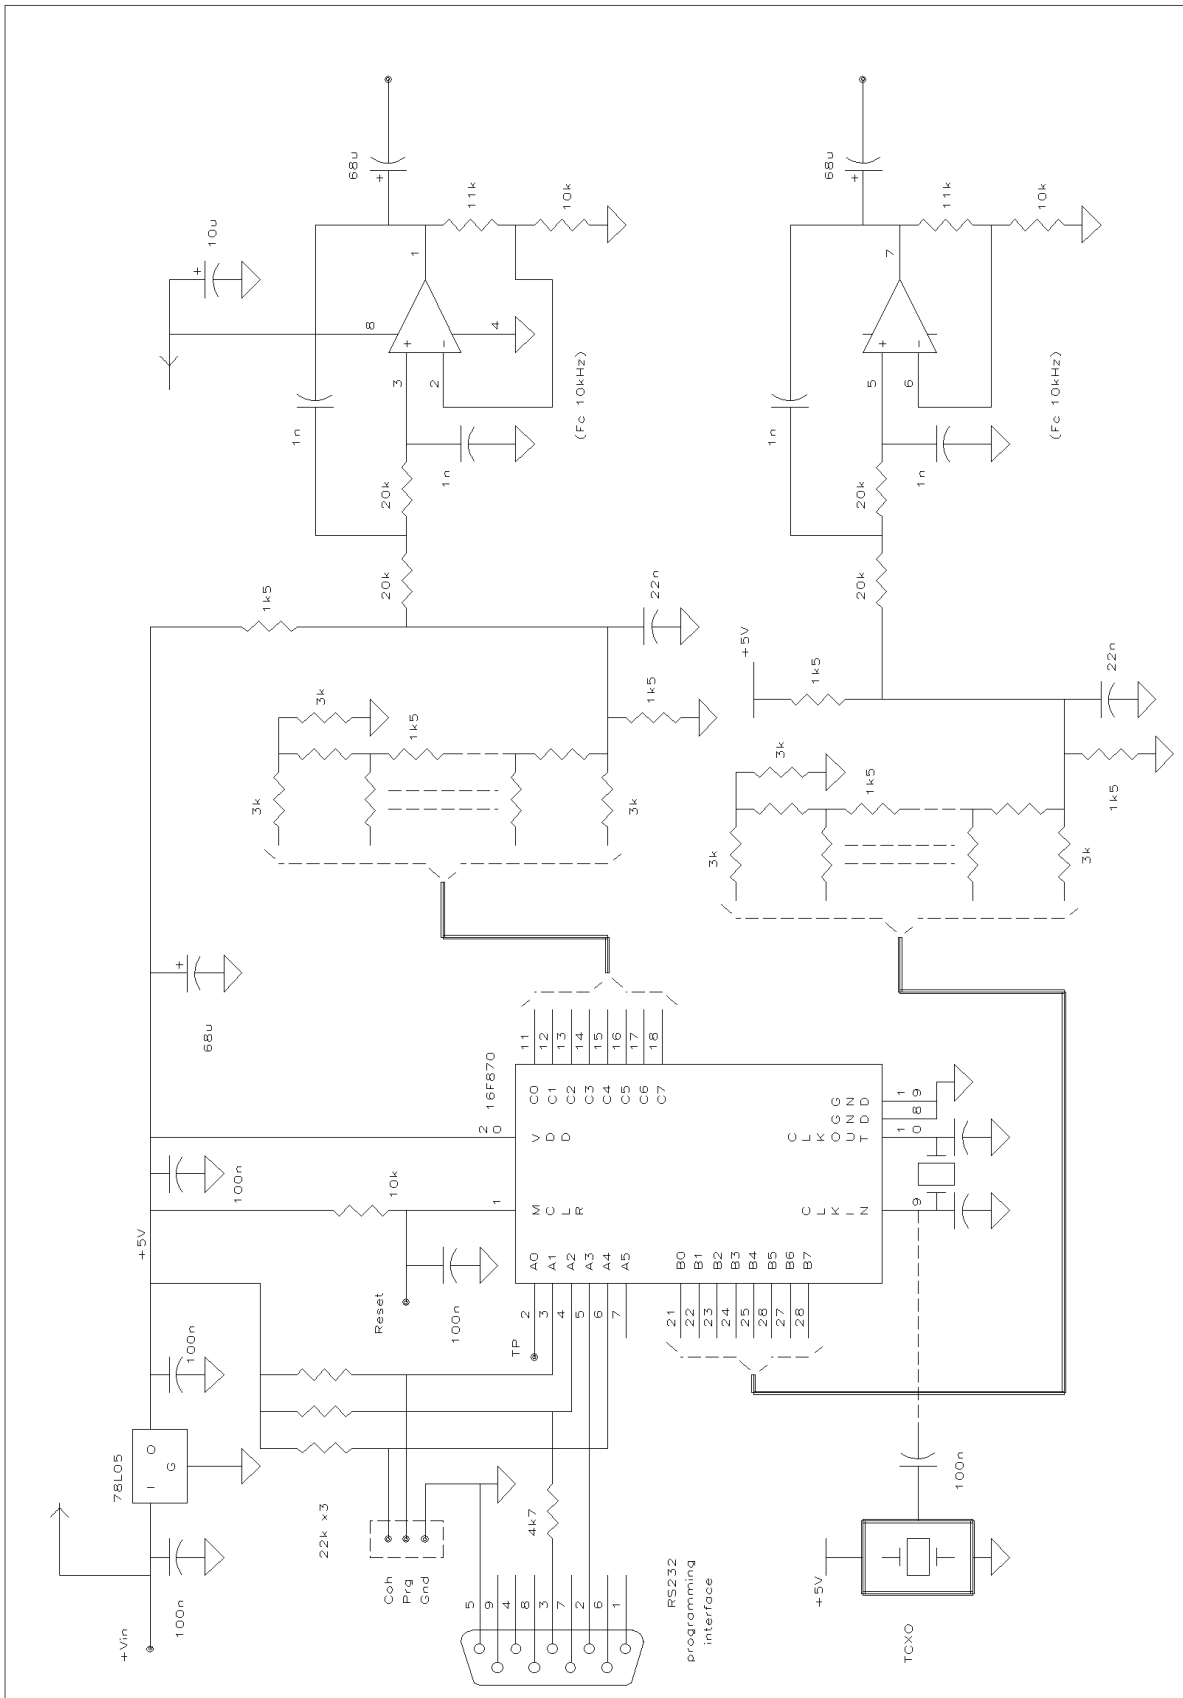 68u
+
11k
10k
10u
+
1
8
4
+
-
3
2
(Fc 10kHz)
1n
1n
20k
20k
68u
+
11k
10k
7
+
-
5
6
(Fc 10kHz)
1n
1n
20k
20k
1k5
22n
3k
1k5
1k5
3k
3k
+5V
1k5
22n
3k
1k5
1k5
3k
3k
+
68u
11
12
13
14
15
16
17
18
16F870
C0
C1
C2
C3
C4
C5
C6
C7
20
VDD
1
MCLR
GND
GND
19
8
CLKOUT
10
CLKIN
9
A0
A1
A2
A3
A4
A5
2
3
4
5
6
7
B0
B1
B2
B3
B4
B5
B6
B7
21
22
23
24
25
28
27
28
100n
10k
+5V
Reset
100n
TP
100n
78L05
I
O
G
100n
+Vin
22k x3
Coh
Prg
Gnd
4k7
5
9
4
8
3
7
2
6
1
RS232
programming
interface
100n
+5V
TCXO